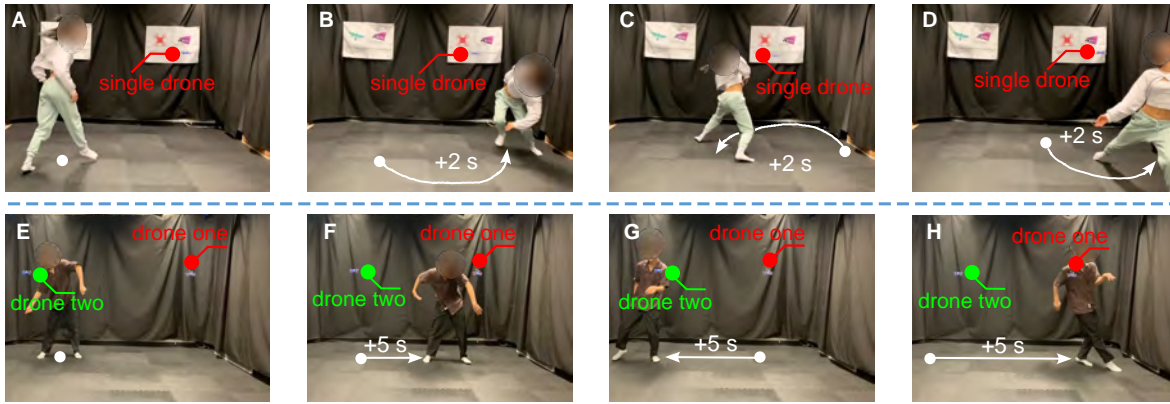 A
single drone
B
single drone
+2 s
C
single drone
+2 s
D
single drone
+2 s
E
drone one
drone two
F
drone one
drone two
+5 s
G
drone one
drone two
+5 s
H
drone one
drone two
+5 s